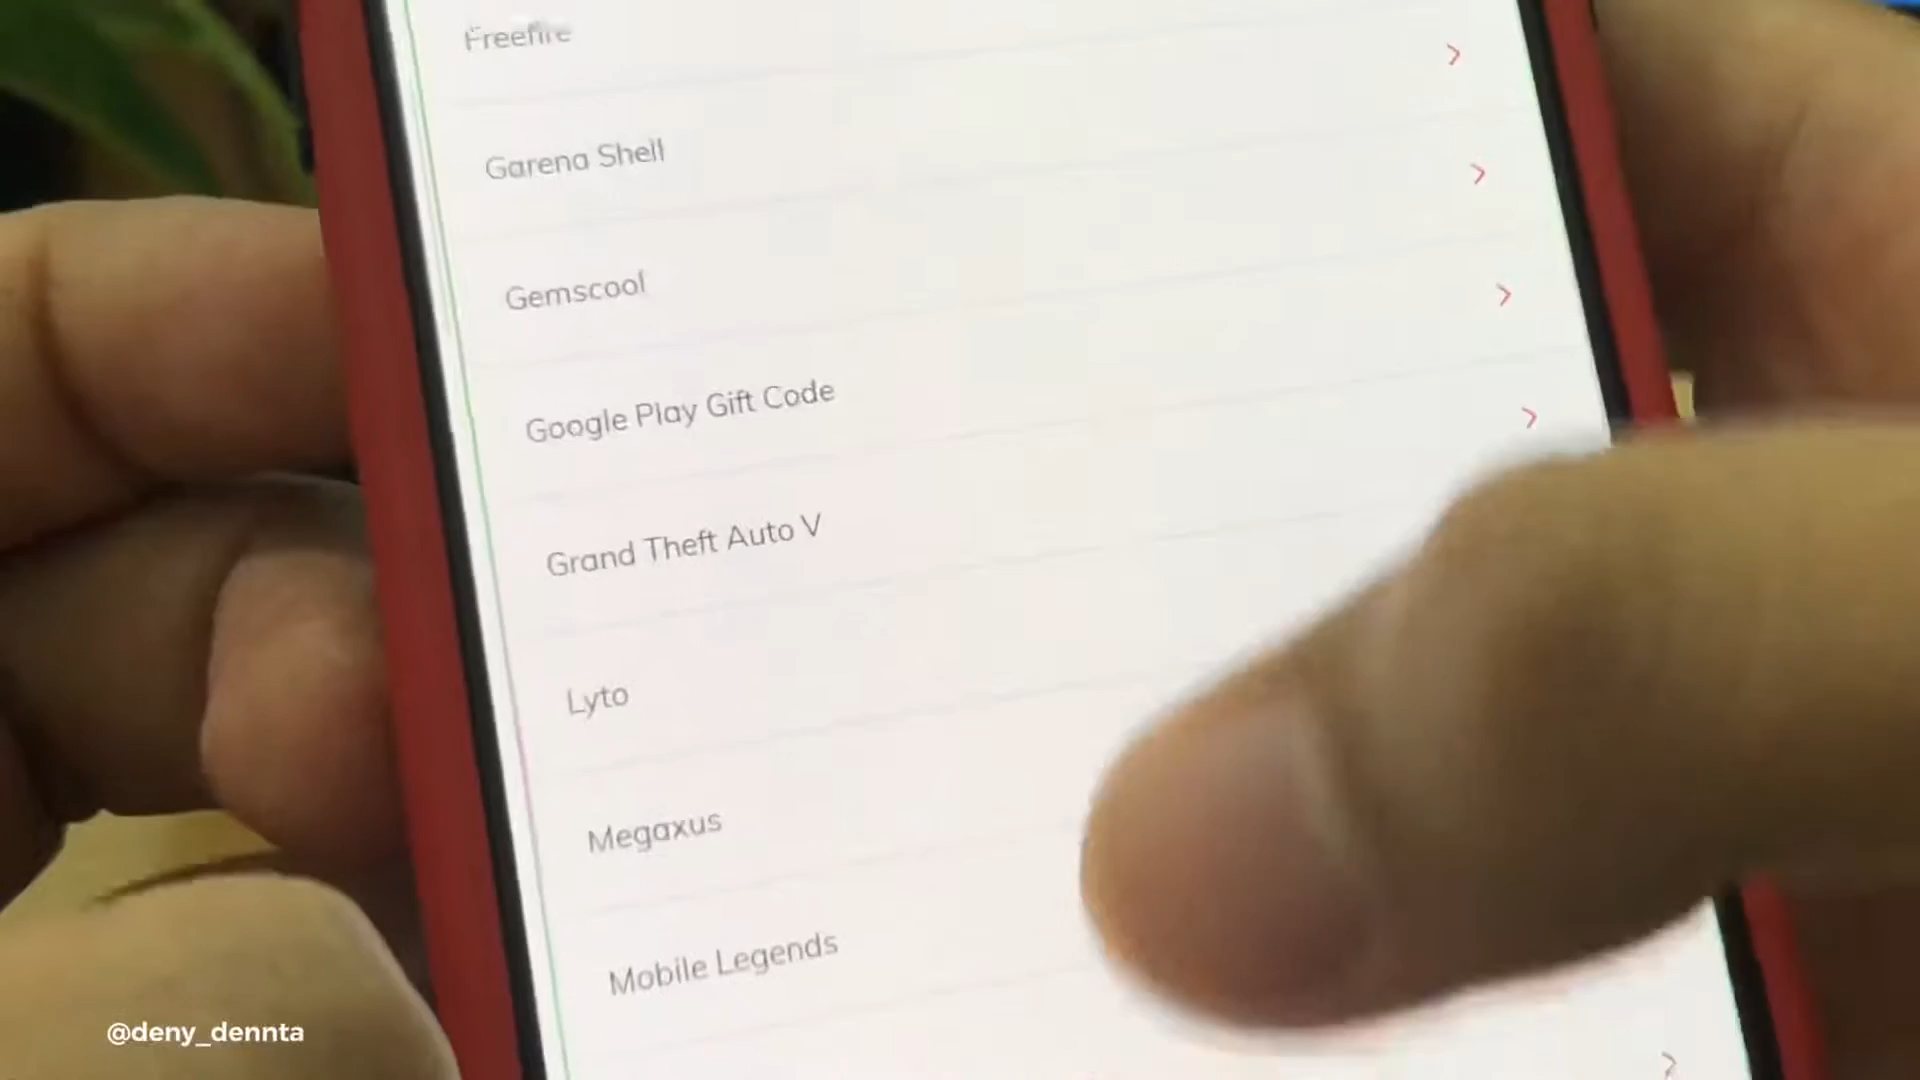 Freefire
Garena Shell
Gemscool
Google Play Gift Code
Grand Theft Auto V
Lyto
Megaxus
Mobile Legends
@deny_dennta